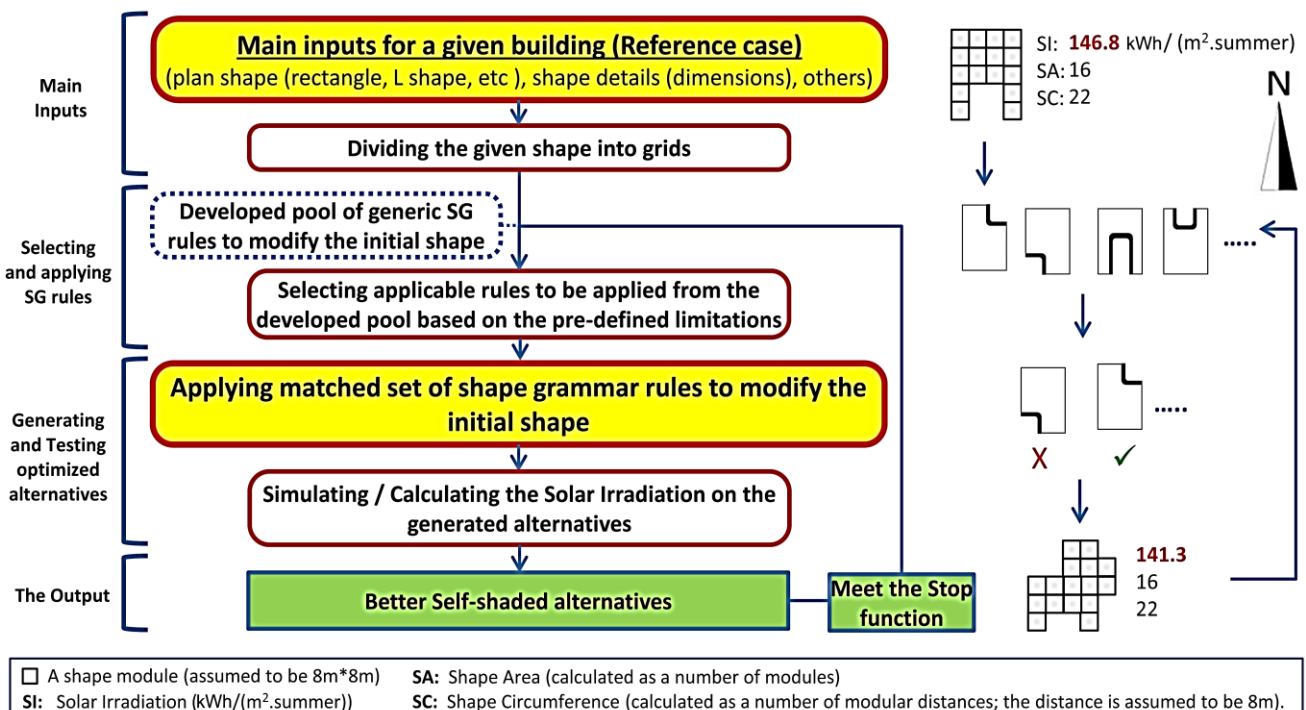 Main
Inputs
Main inputs for a given building (Reference case)
(plan shape (rectangle, L shape, etc ), shape details (dimensions), others)
Dividing the given shape into grids
Selecting
and applying
SG rules
Developed pool of generic SG
rules to modify the initial shape
Selecting applicable rules to be applied from the
developed pool based on the pre-defined limitations
Generating
and Testing
optimized
alternatives
Applying matched set of shape grammar rules to modify the
initial shape
Simulating / Calculating the Solar Irradiation on the
generated alternatives
The Output
Better Self-shaded alternatives
Meet the Stop
function
SI: 146.8 kWh/ (m².summer)
SA: 16
SC: 22
N
.....
.....
X ✓
141.3
16
22
A shape module (assumed to be 8m*8m)
SA: Shape Area (calculated as a number of modules)
SI: Solar Irradiation (kWh/(m².summer))
SC: Shape Circumference (calculated as a number of modular distances; the distance is assumed to be 8m).